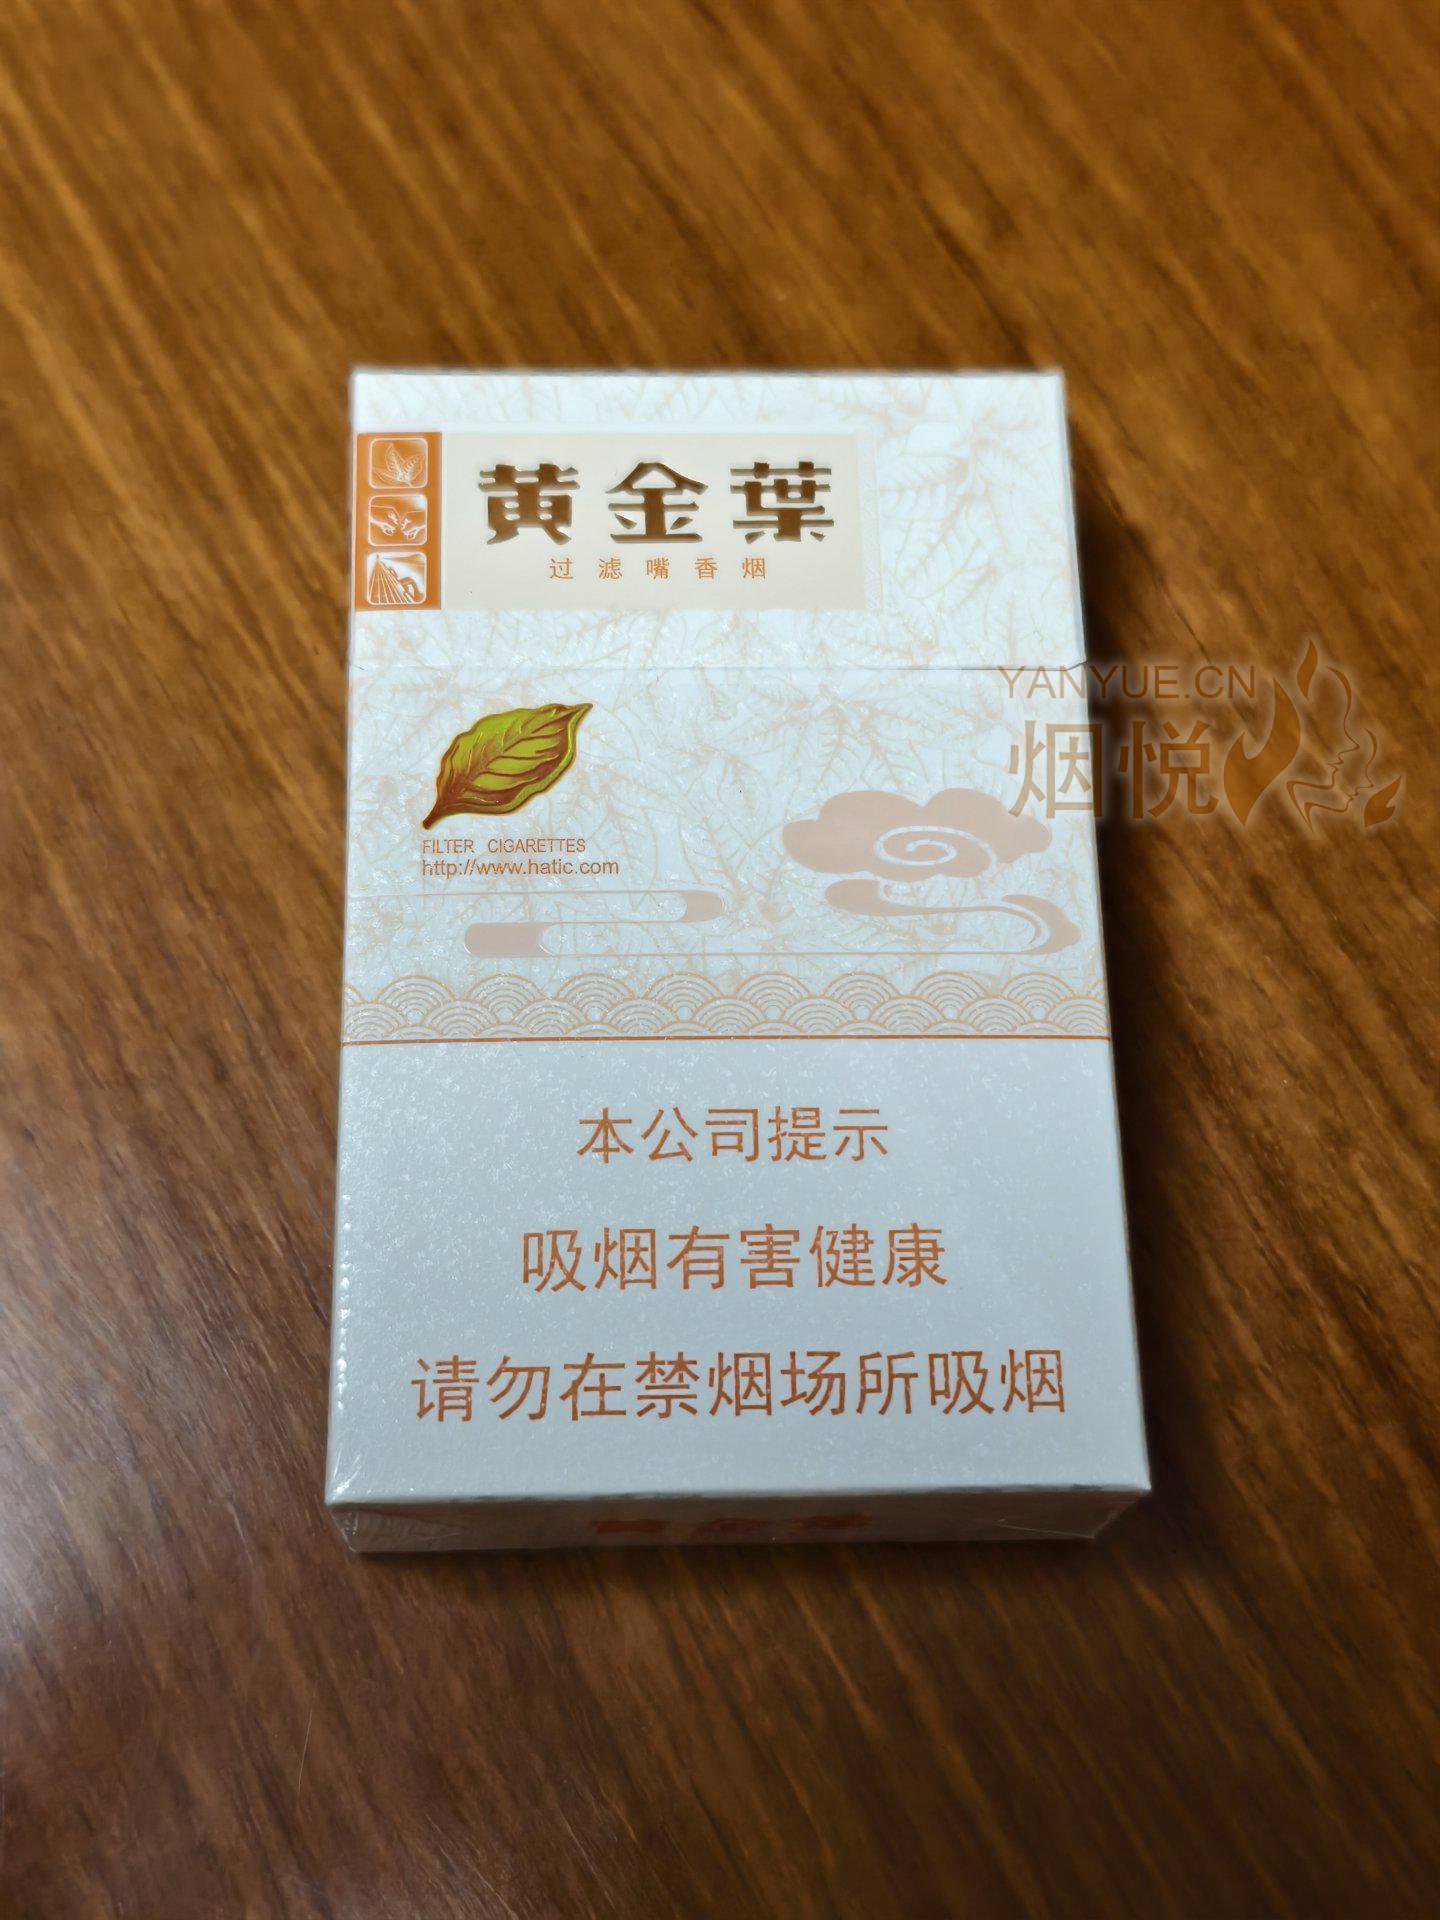 黄金葉
过滤嘴香烟
YANYUE.CN
烟悦
FILTER CIGARETTES
http://www.hatic.com
本公司提示
吸烟有害健康
请勿在禁烟场所吸烟